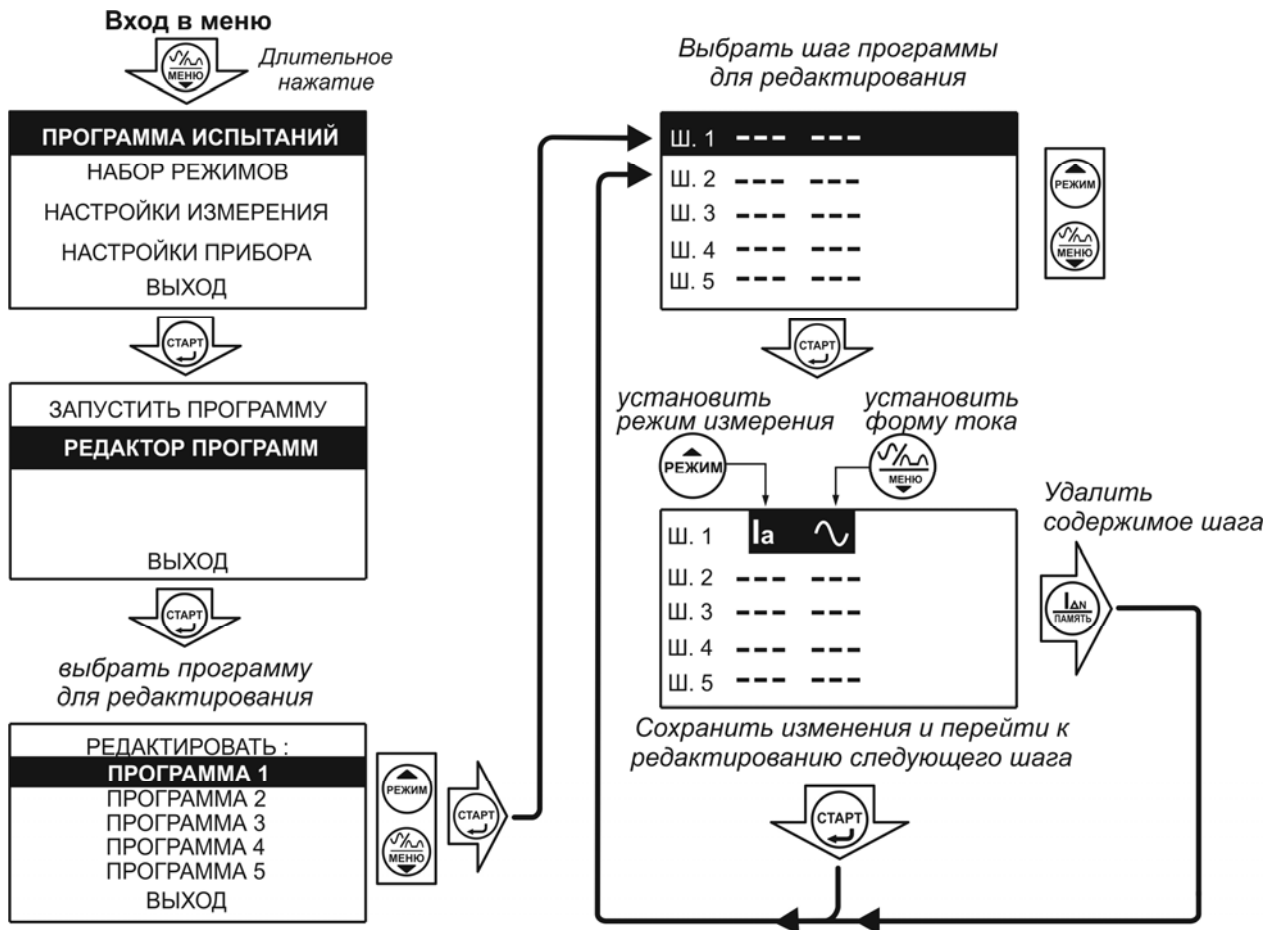 Вход в меню
МЕНЮ
Длительное
нажатие
ПРОГРАММА ИСПЫТАНИЙ
НАБОР РЕЖИМОВ
НАСТРОЙКИ ИЗМЕРЕНИЯ
НАСТРОЙКИ ПРИБОРА
ВЫХОД
СТАРТ
ЗАПУСТИТЬ ПРОГРАММУ
РЕДАКТОР ПРОГРАММ
ВЫХОД
СТАРТ
выбрать программу
для редактирования
РЕДАКТИРОВАТЬ :
ПРОГРАММА 1
ПРОГРАММА 2
ПРОГРАММА 3
ПРОГРАММА 4
ПРОГРАММА 5
ВЫХОД
РЕЖИМ
МЕНЮ
СТАРТ
Выбрать шаг программы
для редактирования
Ш. 1 --- ---
Ш. 2 --- ---
Ш. 3 --- ---
Ш. 4 --- ---
Ш. 5 --- ---
РЕЖИМ
МЕНЮ
СТАРТ
установить
режим измерения
установить
форму тока
РЕЖИМ
МЕНЮ
Ш. 1 Ia
Ш. 2 --- ---
Ш. 3 --- ---
Ш. 4 --- ---
Ш. 5 --- ---
Удалить
содержимое шага
IΔN
ПАМЯТЬ
Сохранить изменения и перейти к
редактированию следующего шага
СТАРТ